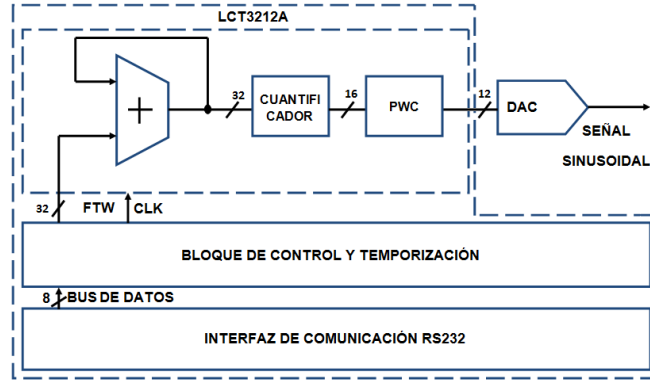 LCT3212A
32
CUANTIFI
CADOR
16
PWC
12
DAC
SEÑAL
SINUSOIDAL
32
FTW
CLK
BLOQUE DE CONTROL Y TEMPORIZACIÓN
8
BUS DE DATOS
INTERFAZ DE COMUNICACIÓN RS232